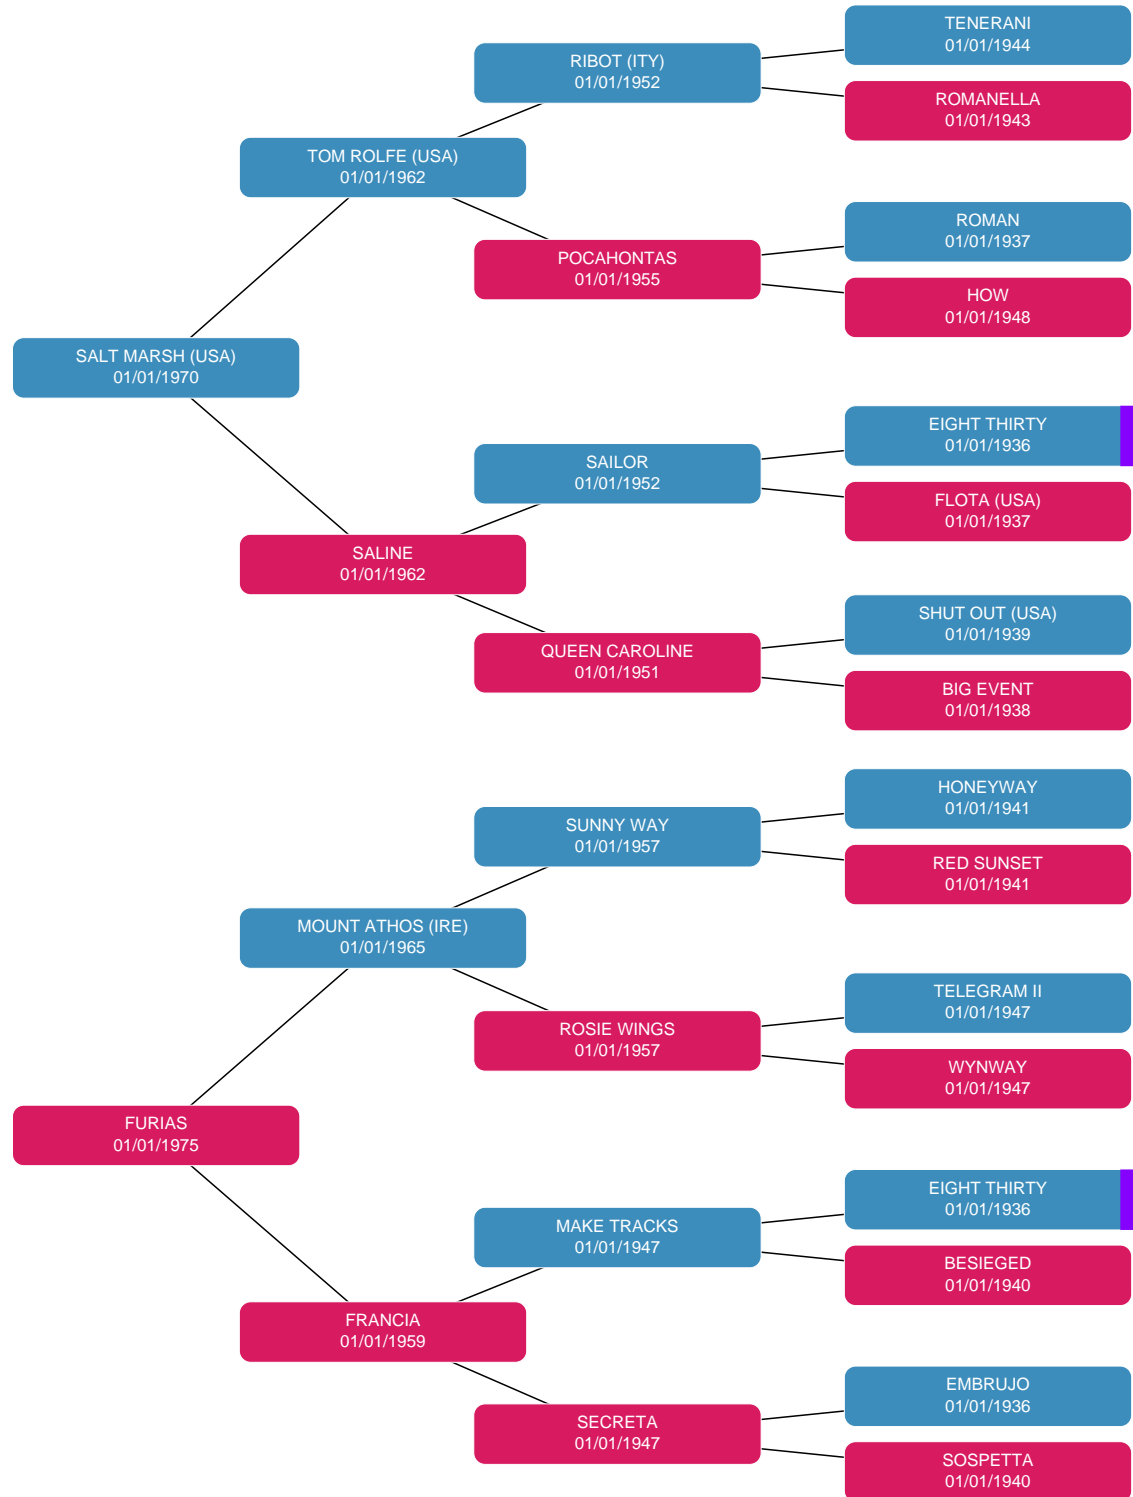 TENERANI
01/01/1944
RIBOT (ITY)
01/01/1952
ROMANELLA
01/01/1943
TOM ROLFE (USA)
01/01/1962
ROMAN
01/01/1937
POCAHONTAS
01/01/1955
HOW
01/01/1948
SALT MARSH (USA)
01/01/1970
EIGHT THIRTY
01/01/1936
SAILOR
01/01/1952
FLOTA (USA)
01/01/1937
SALINE
01/01/1962
SHUT OUT (USA)
01/01/1939
QUEEN CAROLINE
01/01/1951
BIG EVENT
01/01/1938
HONEYWAY
01/01/1941
SUNNY WAY
01/01/1957
RED SUNSET
01/01/1941
MOUNT ATHOS (IRE)
01/01/1965
TELEGRAM II
01/01/1947
ROSIE WINGS
01/01/1957
WYNWAY
01/01/1947
FURIAS
01/01/1975
EIGHT THIRTY
01/01/1936
MAKE TRACKS
01/01/1947
BESIEGED
01/01/1940
FRANCIA
01/01/1959
EMBRUJO
01/01/1936
SECRETA
01/01/1947
SOSPETTA
01/01/1940